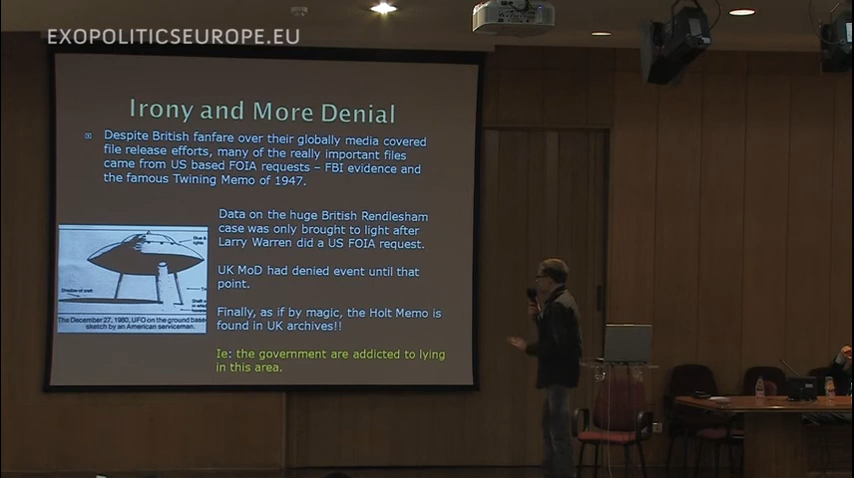 EXOPOLITICSEUROPE.EU
Irony and More Denial
Despite British fanfare over their globally media covered
file release efforts, many of the really important files
came from US based FOIA requests – FBI evidence and
the famous Twining Memo of 1947.
Data on the huge British Rendlesham
case was only brought to light after
Larry Warren did a US FOIA request.
UK MoD had denied event until that
point.
Finally, as if by magic, the Holt Memo is
found in UK archives!!
Ie: the government are addicted to lying
in this area.
Shadow of craft
The December 27, 1980, UFO on the ground base
sketch by an American serviceman.